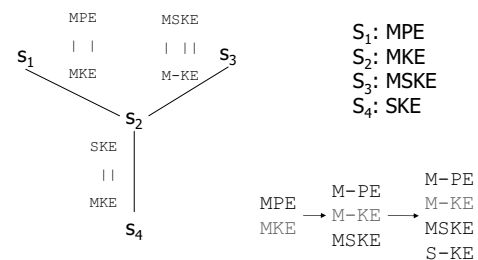 MPE
| ||
MKE
MSKE
| ||
M-KE
S1
S3
S2
SKE
||
MKE
S4
S1: MPE
S2: MKE
S3: MSKE
S4: SKE
MPE
MKE
M-PE
M-KE
MSKE
M-PE
M-KE
MSKE
S-KE